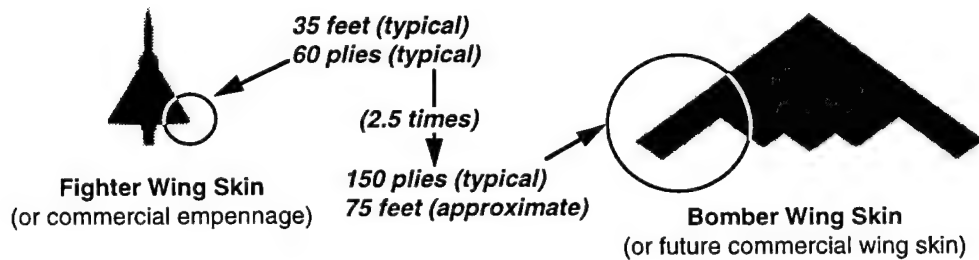 35 feet (typical)
60 plies (typical)
(2.5 times)
150 plies (typical)
75 feet (approximate)
Fighter Wing Skin
(or commercial empennage)
Bomber Wing Skin
(or future commercial wing skin)